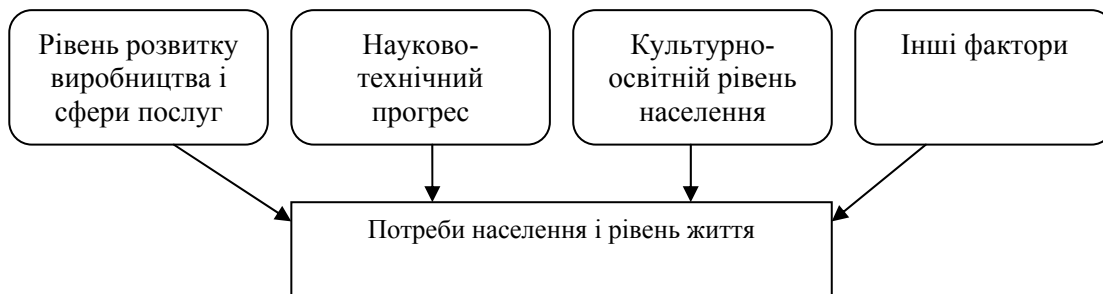 Рівень розвитку
виробництва і
сфери послуг
Науково-
технічний
прогрес
Культурно-
освітній рівень
населення
Інші фактори
Потреби населення і рівень життя